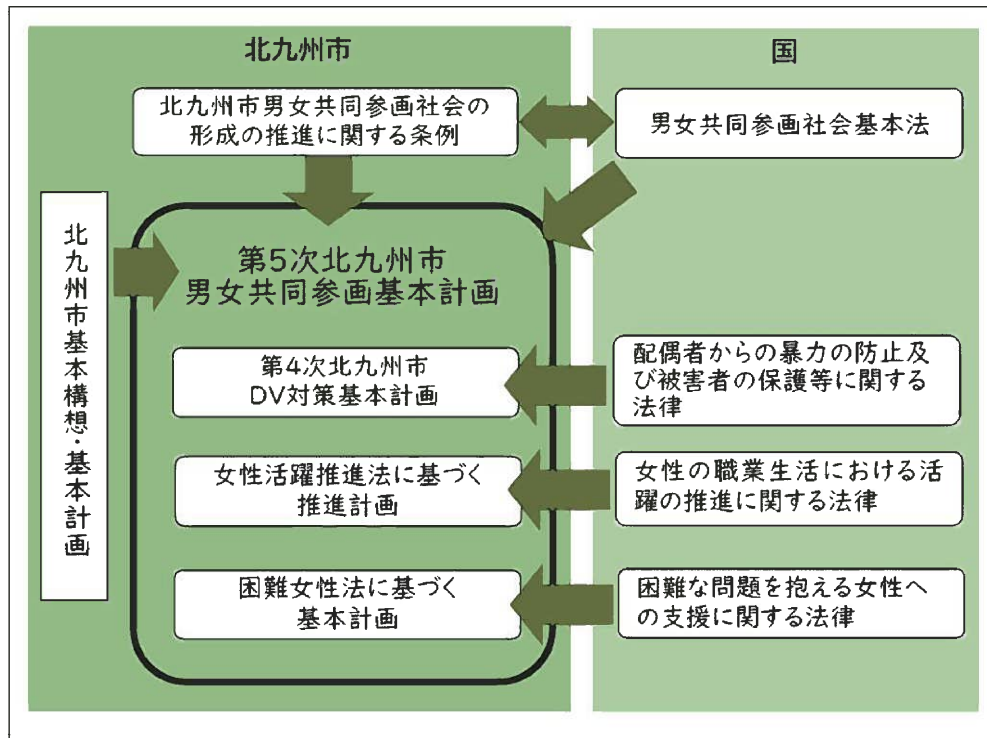 北九州市
国
北九州市男女共同参画社会の
形成の推進に関する条例
男女共同参画社会基本法
北九州市基本構想・基本計画
第5次北九州市
男女共同参画基本計画
第4次北九州市
DV対策基本計画
配偶者からの暴力の防止及
び被害者の保護等に関する
法律
女性活躍推進法に基づく
推進計画
女性の職業生活における活
躍の推進に関する法律
困難女性法に基づく
基本計画
困難な問題を抱える女性へ
の支援に関する法律